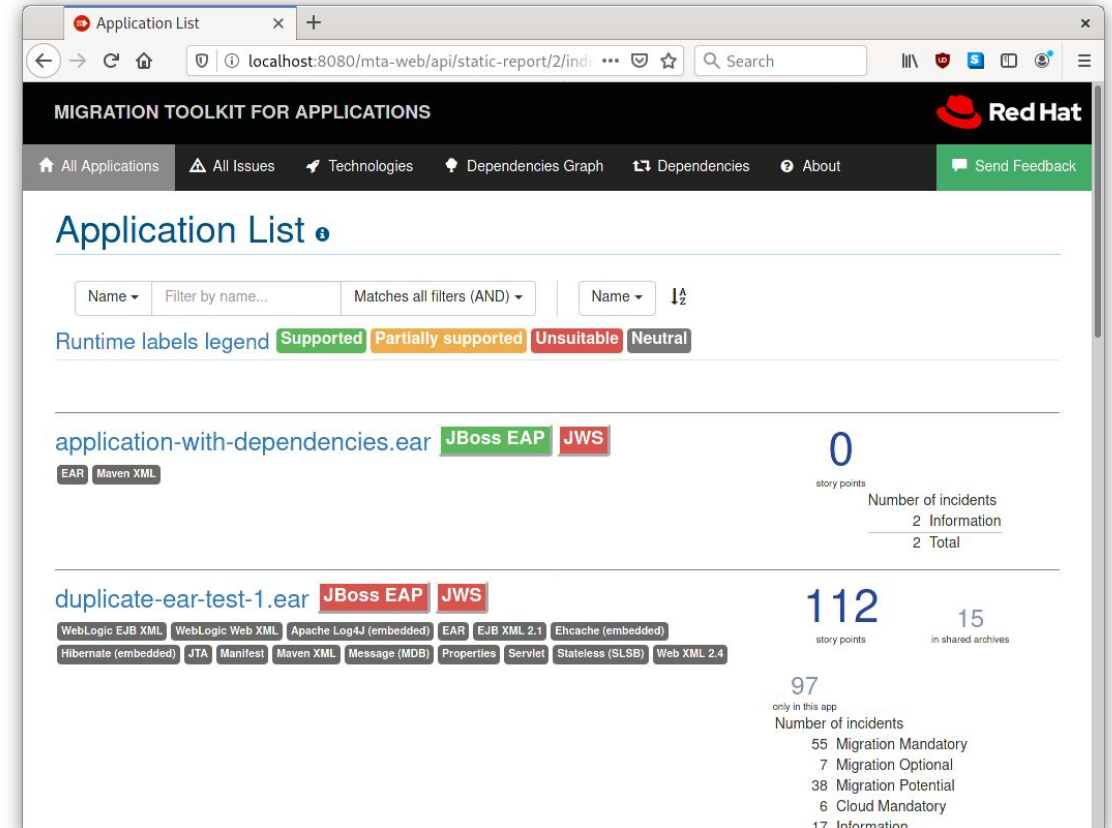 Application List
localhost:8080/mta-web/api/static-report/2/inde
Search
MIGRATION TOOLKIT FOR APPLICATIONS
Red Hat
All Applications All Issues Technologies Dependencies Graph Dependencies About Send Feedback
Application List
Name Filter by name... Matches all filters (AND) Name
Runtime labels legend Supported Partially supported Unsuitable Neutral
application-with-dependencies.ear JBoss EAP JWS
EAR Maven XML
0
story points
Number of incidents
2 Information
2 Total
duplicate-ear-test-1.ear JBoss EAP JWS
WebLogic EJB XML WebLogic Web XML Apache Log4J (embedded) EAR EJB XML 2.1 Ehcache (embedded)
Hibernate (embedded) JTA Manifest Maven XML Message (MDB) Properties Servlet Stateless (SLSB) Web XML 2.4
112
story points
15
in shared archives
97
only in this app
Number of incidents
55 Migration Mandatory
7 Migration Optional
38 Migration Potential
6 Cloud Mandatory
17 Information